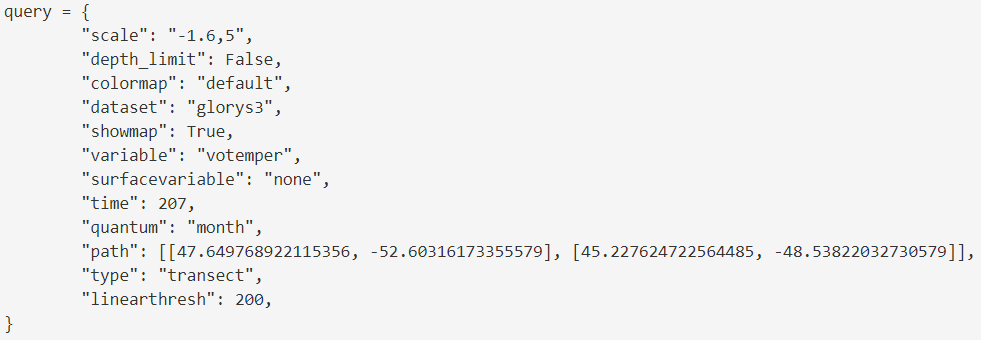 query = {
        "scale": "-1.6,5",
        "depth_limit": False,
        "colormap": "default",
        "dataset": "glorys3",
        "showmap": True,
        "variable": "votemper",
        "surfacevariable": "none",
        "time": 207,
        "quantum": "month",
        "path": [[47.649768922115356, -52.60316173355579], [45.227624722564485, -48.53822032730579]],
        "type": "transect",
        "linearthresh": 200,
}